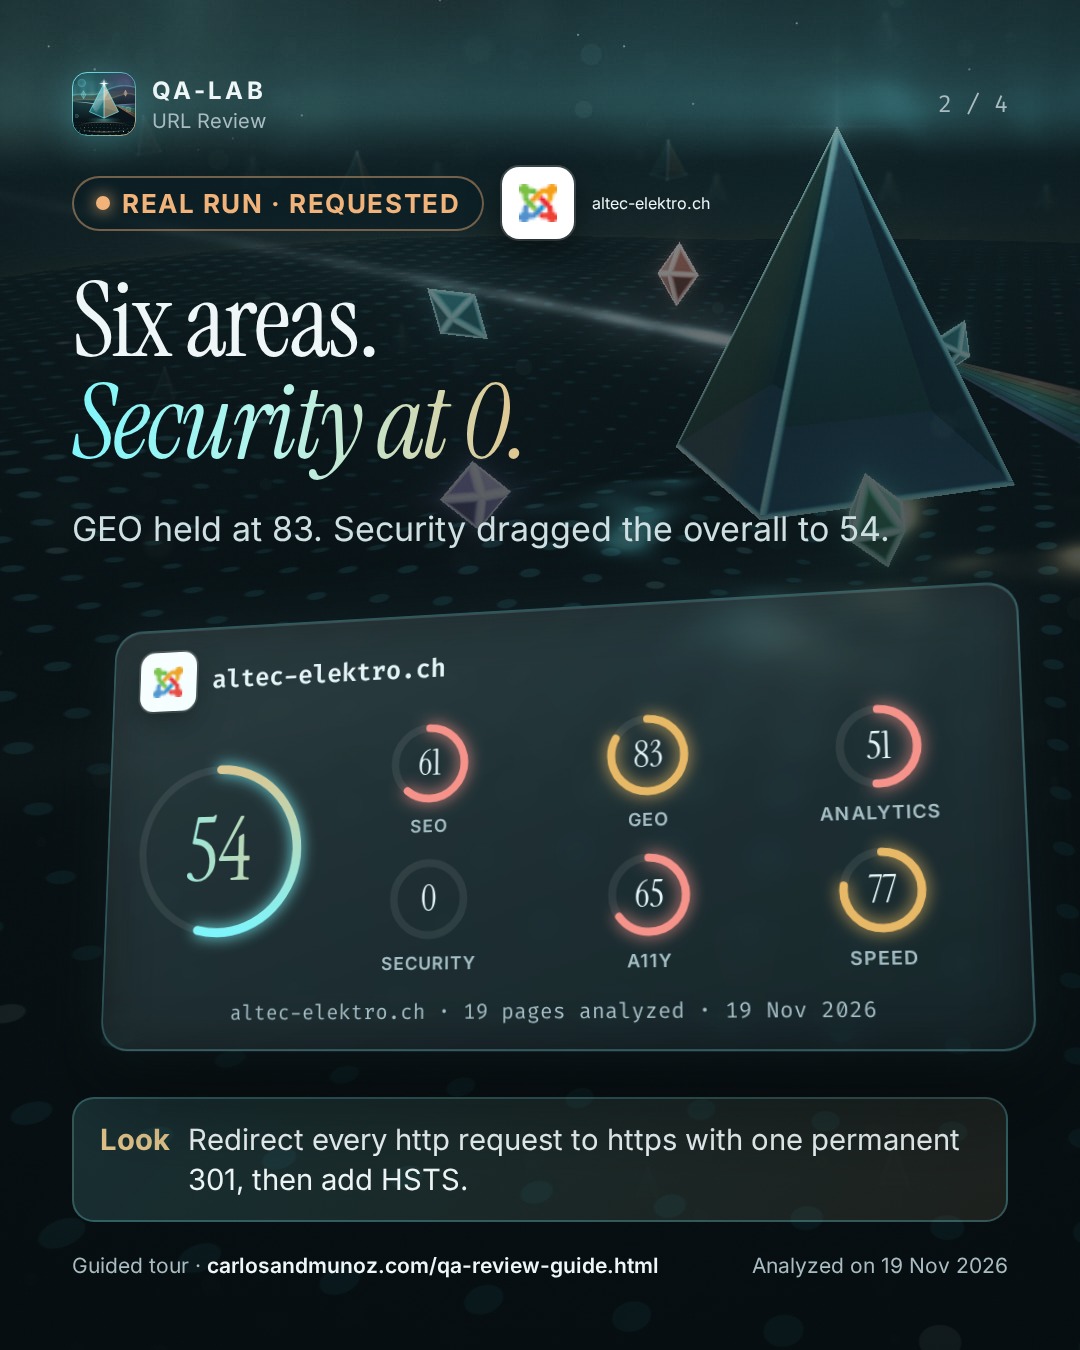 QA-LAB
URL Review
2 / 4
REAL RUN · REQUESTED
altec-elektro.ch
Six areas.
Security at 0.
GEO held at 83. Security dragged the overall to 54.
altec-elektro.ch
54
61
SEO
83
GEO
51
ANALYTICS
0
SECURITY
65
A11Y
77
SPEED
altec-elektro.ch · 19 pages analyzed · 19 Nov 2026
Look Redirect every http request to https with one permanent
301, then add HSTS.
Guided tour · carlosandmunoz.com/qa-review-guide.html
Analyzed on 19 Nov 2026